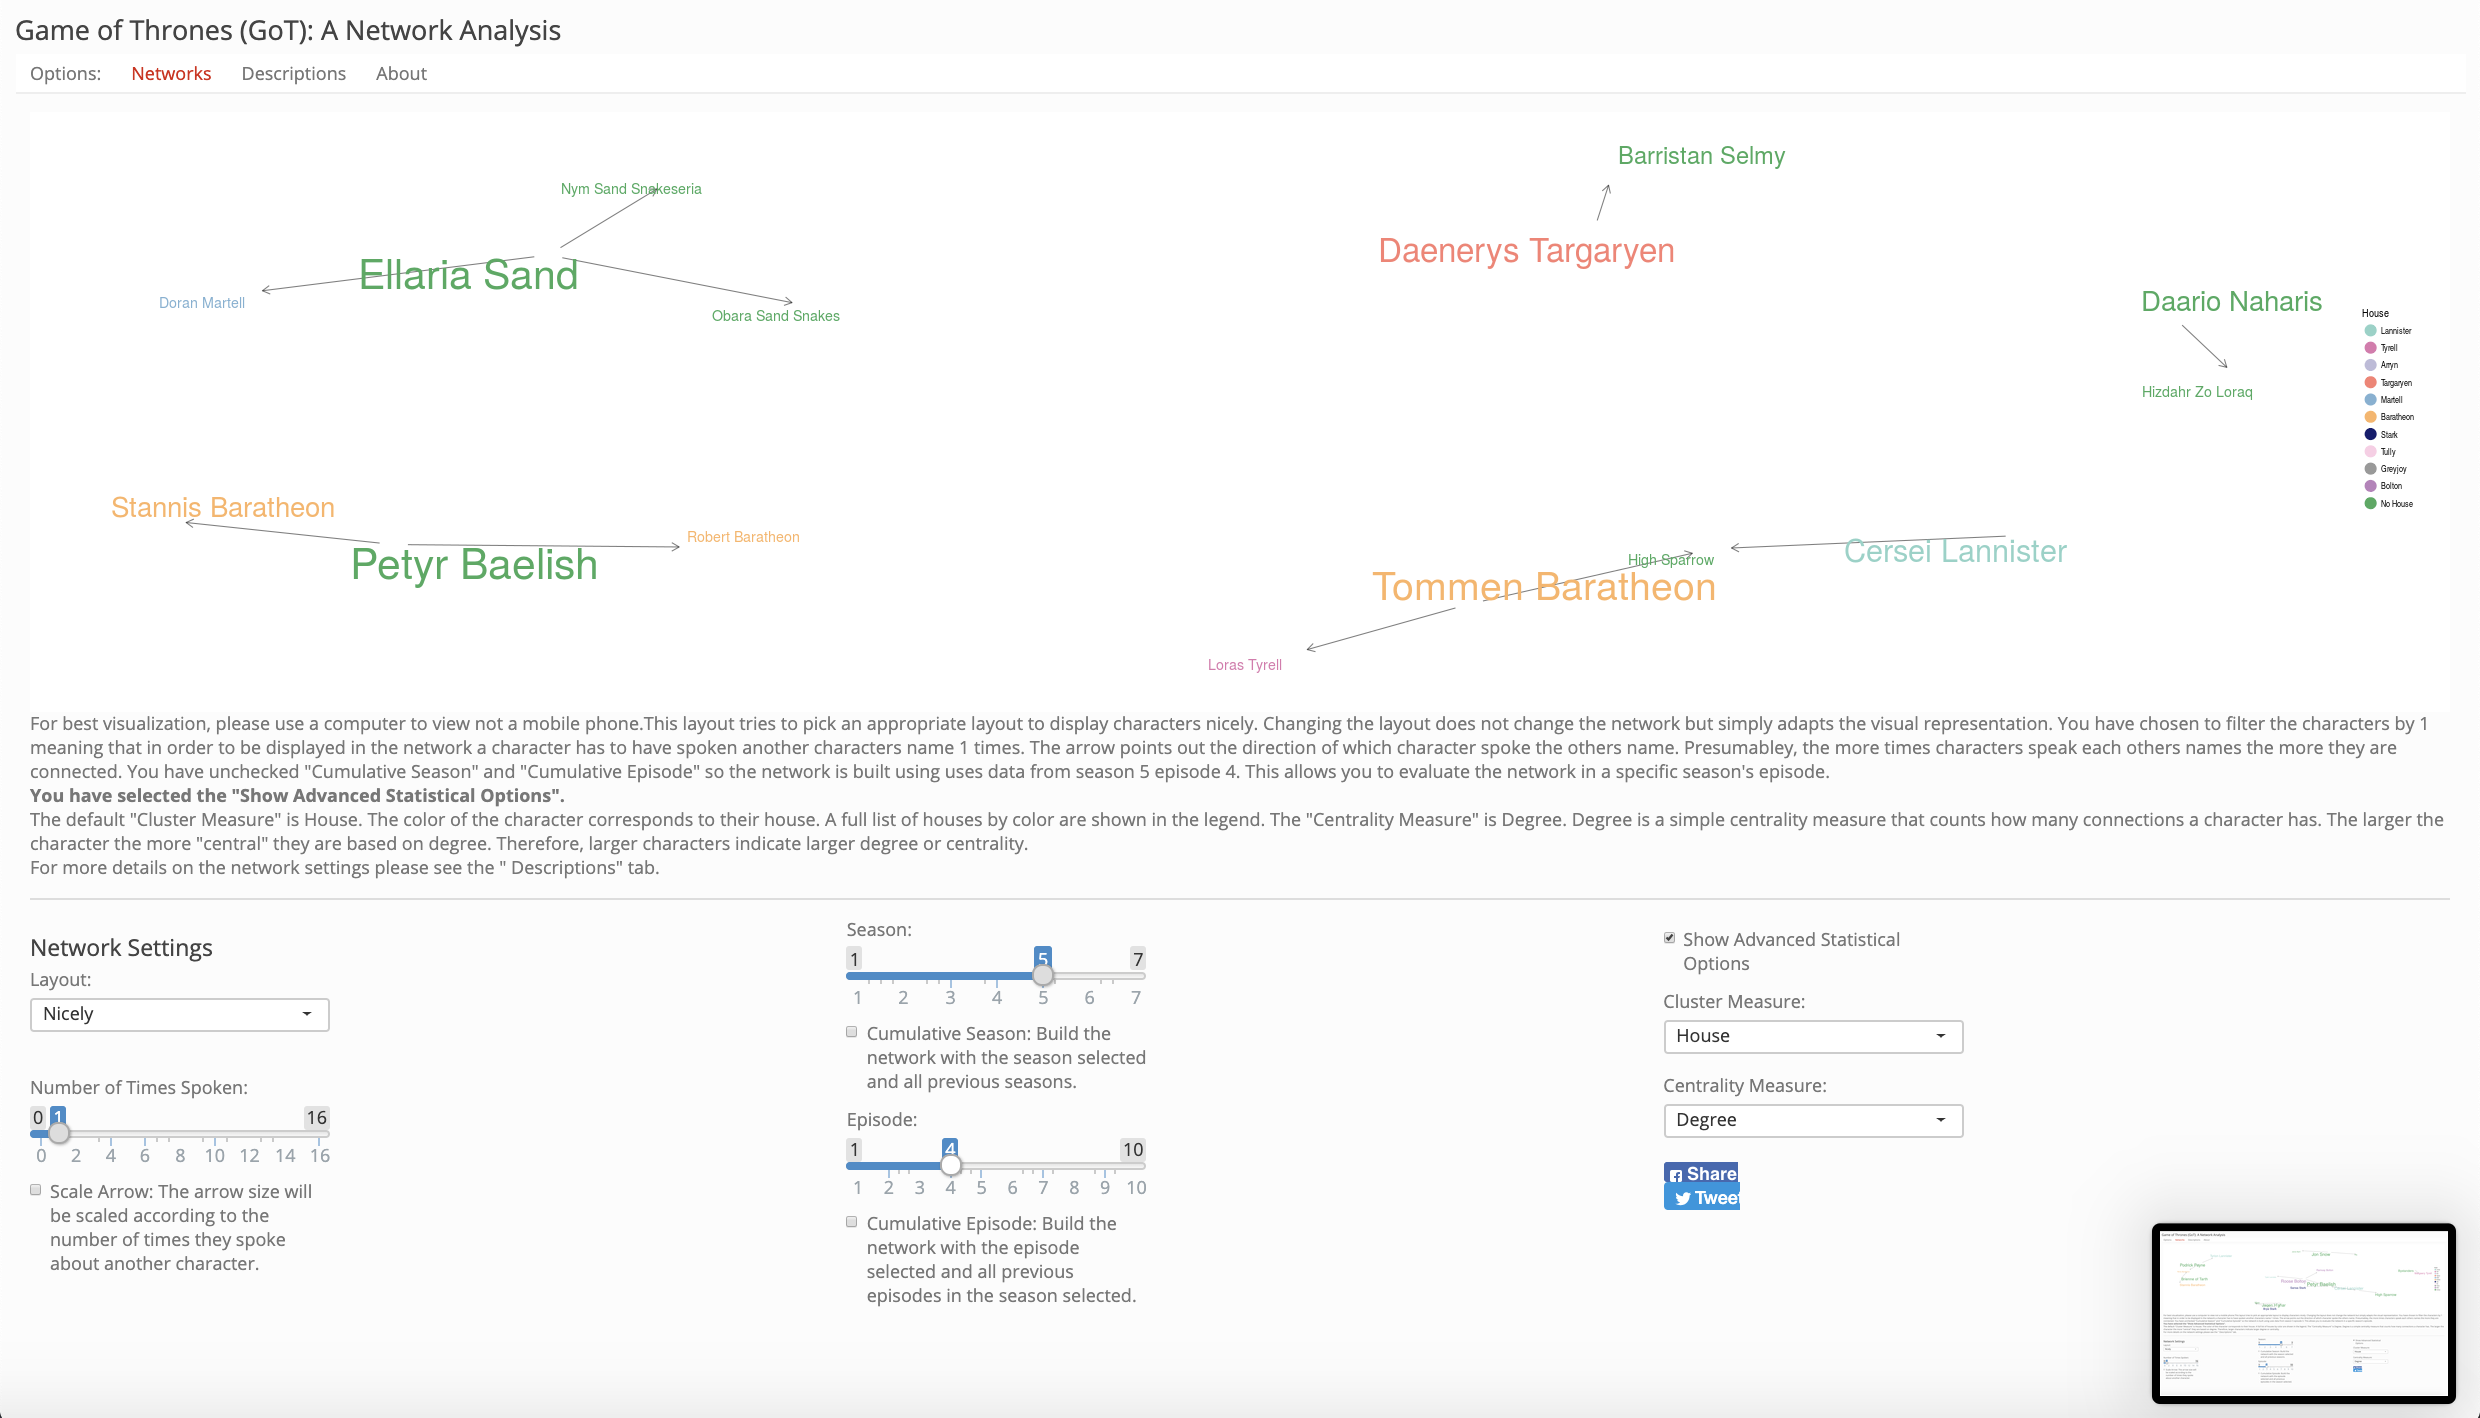 Game of Thrones (GoT): A Network Analysis
Options: Networks Descriptions About
Barristan Selmy
Nym Sand Snakeseria
Daenerys Targaryen
Ellaria Sand
Doran Martell
Obara Sand Snakes
Daario Naharis
Hizdahr Zo Loraq
House
Lannister
Tyrell
Arryn
Targaryen
Martell
Baratheon
Stark
Tully
Greyjoy
Bolton
No House
Stannis Baratheon
Robert Baratheon
Petyr Baelish
High Sparrow
Cersei Lannister
Tommen Baratheon
Loras Tyrell
For best visualization, please use a computer to view not a mobile phone.This layout tries to pick an appropriate layout to display characters nicely. Changing the layout does not change the network but simply adapts the visual representation. You have chosen to filter the characters by 1
meaning that in order to be displayed in the network a character has to have spoken another characters name 1 times. The arrow points out the direction of which character spoke the others name. Presumabley, the more times characters speak each others names the more they are
connected. You have unchecked "Cumulative Season" and "Cumulative Episode" so the network is built using uses data from season 5 episode 4. This allows you to evaluate the network in a specific season's episode.
You have selected the "Show Advanced Statistical Options".
The default "Cluster Measure" is House. The color of the character corresponds to their house. A full list of houses by color are shown in the legend. The "Centrality Measure" is Degree. Degree is a simple centrality measure that counts how many connections a character has. The larger the
character the more "central" they are based on degree. Therefore, larger characters indicate larger degree or centrality.
For more details on the network settings please see the " Descriptions" tab.
Network Settings
Layout:
Nicely
Number of Times Spoken:
0 1 16
0 2 4 6 8 10 12 14 16
Scale Arrow: The arrow size will
be scaled according to the
number of times they spoke
about another character.
Season:
1 5 7
1 2 3 4 5 6 7
Cumulative Season: Build the
network with the season selected
and all previous seasons.
Episode:
1 4 10
1 2 3 4 5 6 7 8 9 10
Cumulative Episode: Build the
network with the episode
selected and all previous
episodes in the season selected.
Show Advanced Statistical
Options
Cluster Measure:
House
Centrality Measure:
Degree
Share
Tweet